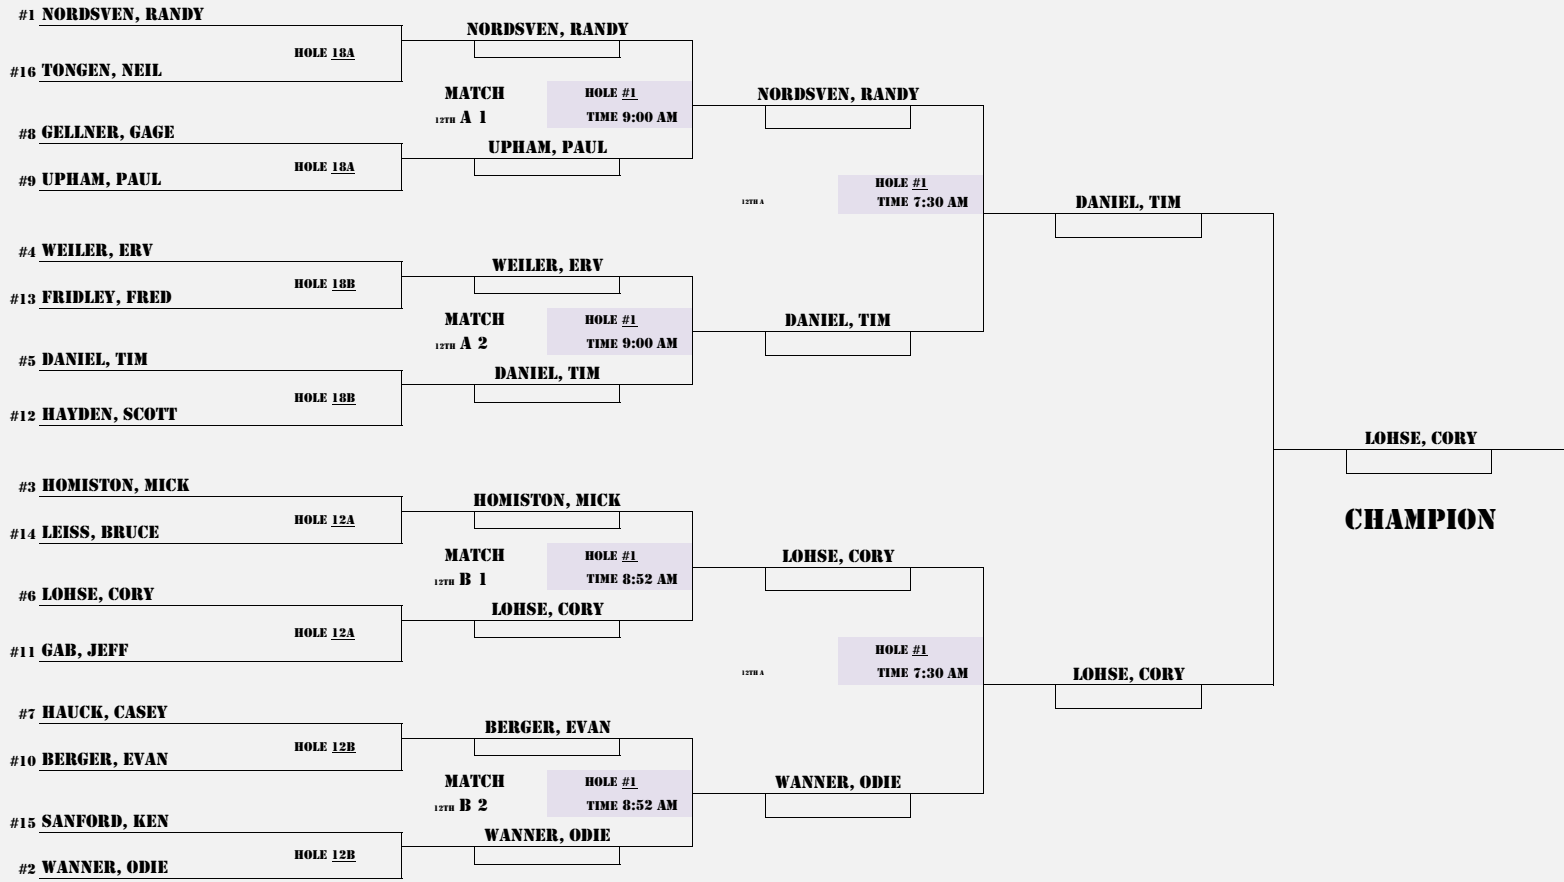 #1 NORDSVEN, RANDY
HOLE 18A
#16 TONGEN, NEIL
#8 GELLNER, GAGE
HOLE 18A
#9 UPHAM, PAUL
#4 WEILER, ERV
HOLE 18B
#13 FRIDLEY, FRED
#5 DANIEL, TIM
HOLE 18B
#12 HAYDEN, SCOTT
#3 HOMISTON, MICK
HOLE 12A
#14 LEISS, BRUCE
#6 LOHSE, CORY
HOLE 12A
#11 GAB, JEFF
#7 HAUCK, CASEY
HOLE 12B
#10 BERGER, EVAN
#15 SANFORD, KEN
HOLE 12B
#2 WANNER, ODIE
NORDSVEN, RANDY
MATCH
12TH A 1
HOLE #1
TIME 9:00 AM
UPHAM, PAUL
WEILER, ERV
MATCH
12TH A 2
HOLE #1
TIME 9:00 AM
DANIEL, TIM
HOMISTON, MICK
MATCH
12TH B 1
HOLE #1
TIME 8:52 AM
LOHSE, CORY
BERGER, EVAN
MATCH
12TH B 2
HOLE #1
TIME 8:52 AM
WANNER, ODIE
NORDSVEN, RANDY
12TH A
HOLE #1
TIME 7:30 AM
DANIEL, TIM
LOHSE, CORY
12TH A
HOLE #1
TIME 7:30 AM
WANNER, ODIE
DANIEL, TIM
LOHSE, CORY
LOHSE, CORY
CHAMPION